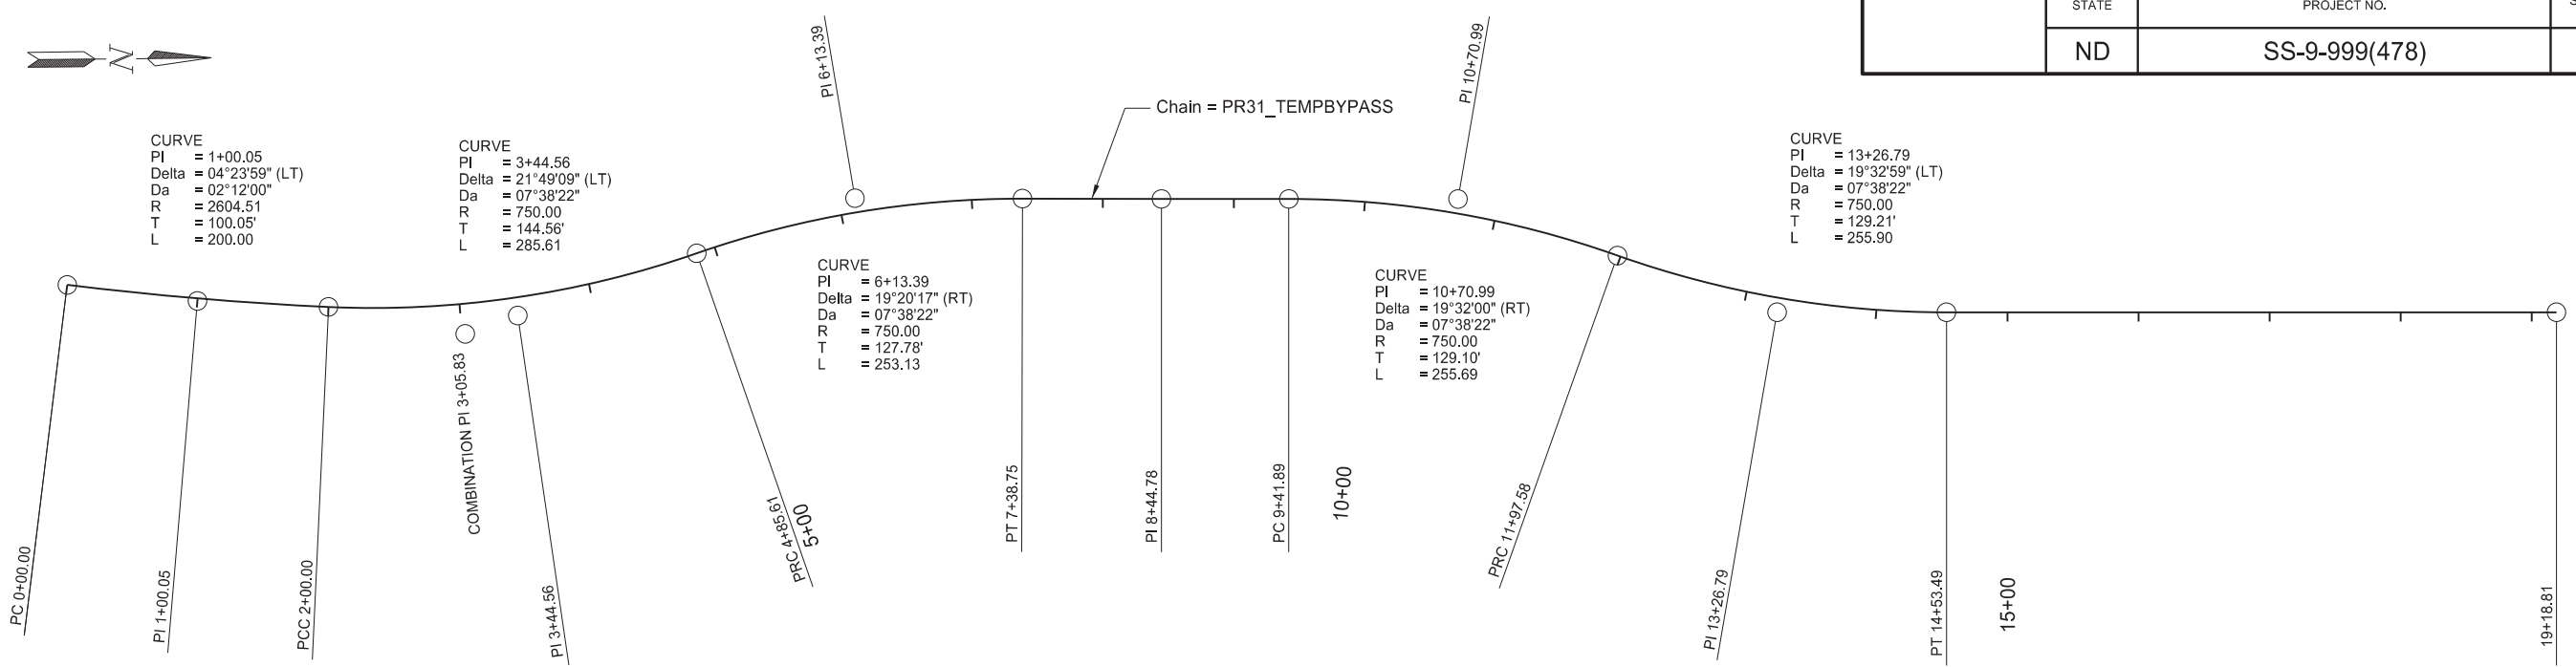 STATE
PROJECT NO.
S
ND
SS-9-999(478)
N
PI 6+13.39
PI 10+70.99
Chain = PR31_TEMPBYPASS
CURVE
PI = 1+00.05
Delta = 04°23'59" (LT)
Da = 02°12'00"
R = 2604.51
T = 100.05'
L = 200.00
CURVE
PI = 3+44.56
Delta = 21°49'09" (LT)
Da = 07°38'22"
R = 750.00
T = 144.56'
L = 285.61
CURVE
PI = 13+26.79
Delta = 19°32'59" (LT)
Da = 07°38'22"
R = 750.00
T = 129.21'
L = 255.90
CURVE
PI = 6+13.39
Delta = 19°20'17" (RT)
Da = 07°38'22"
R = 750.00
T = 127.78'
L = 253.13
CURVE
PI = 10+70.99
Delta = 19°32'00" (RT)
Da = 07°38'22"
R = 750.00
T = 129.10'
L = 255.69
PC 0+00.00
PI 1+00.05
PCC 2+00.00
COMBINATION PI 3+05.83
PI 3+44.56
PRC 4+85.61
5+00
PT 7+38.75
PI 8+44.78
PC 9+41.89
10+00
PRC 11+97.58
PI 13+26.79
PT 14+53.49
15+00
19+18.81